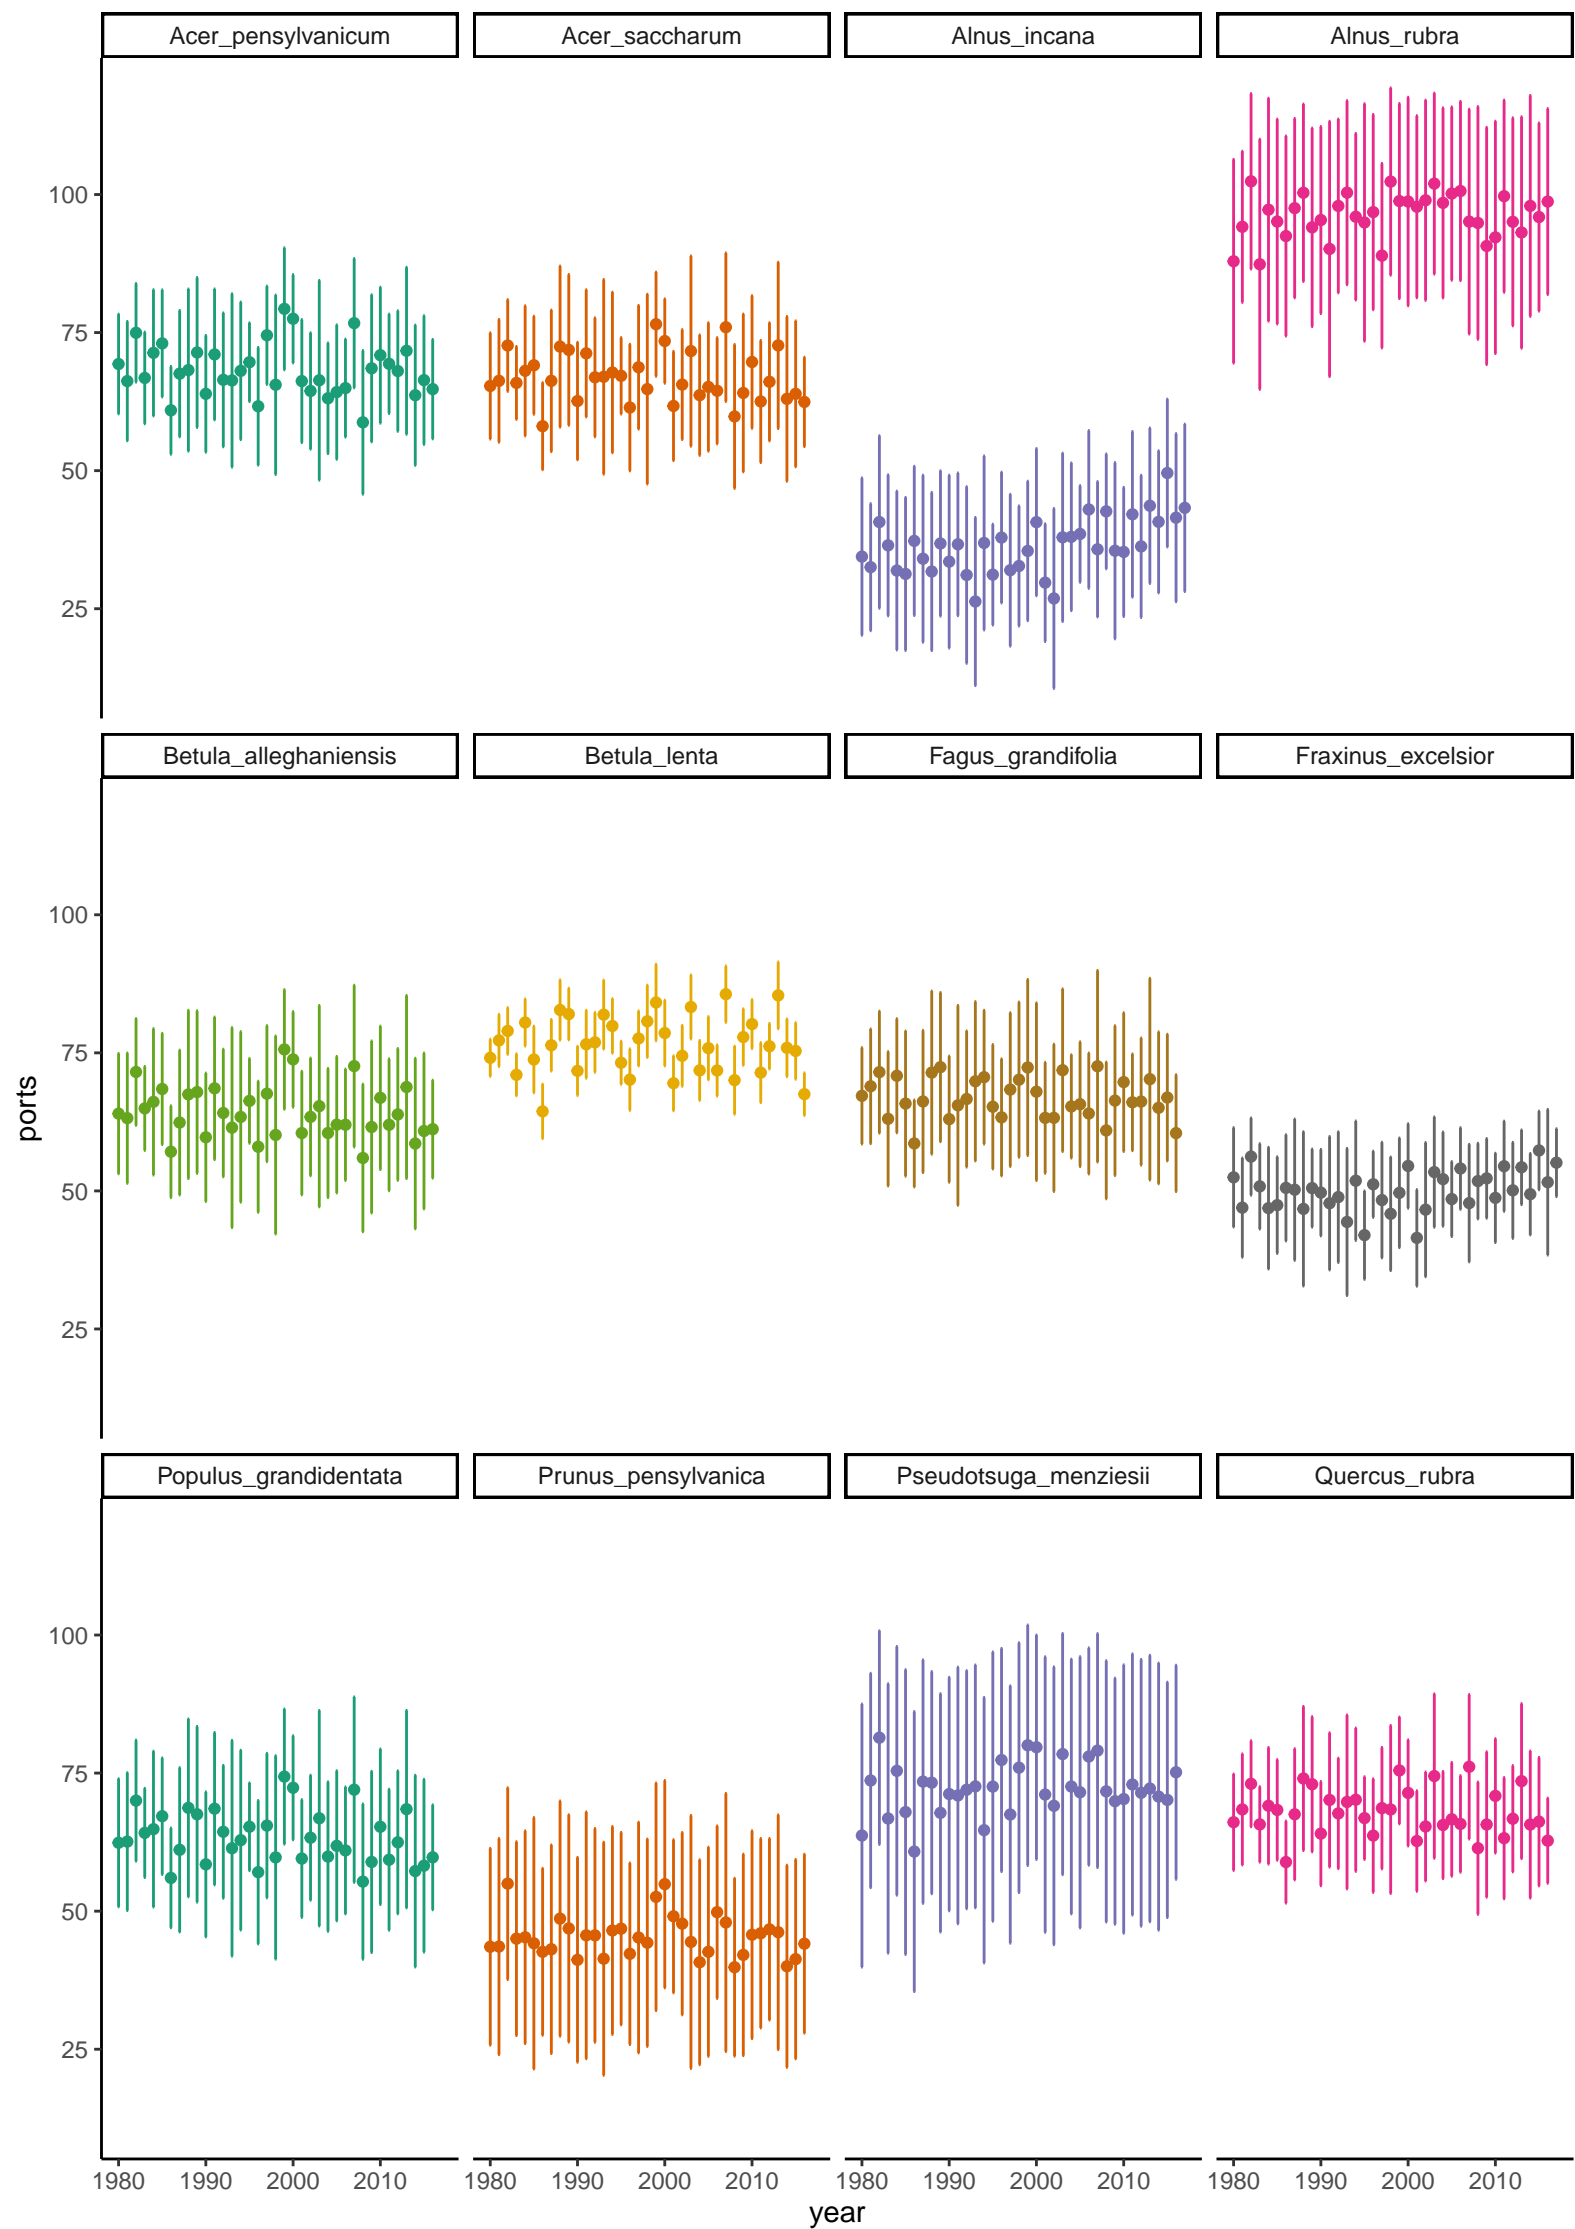 Acer_pensylvanicum Acer_saccharum Alnus_incana Alnus_rubra
100
75
50
25
Betula_alleghaniensis Betula_lenta Fagus_grandifolia Fraxinus_excelsior
100
75
50
25
ports
Populus_grandidentata Prunus_pensylvanica Pseudotsuga_menziesii Quercus_rubra
100
75
50
25
1980 1990 2000 2010 1980 1990 2000 2010 1980 1990 2000 2010 1980 1990 2000 2010
year